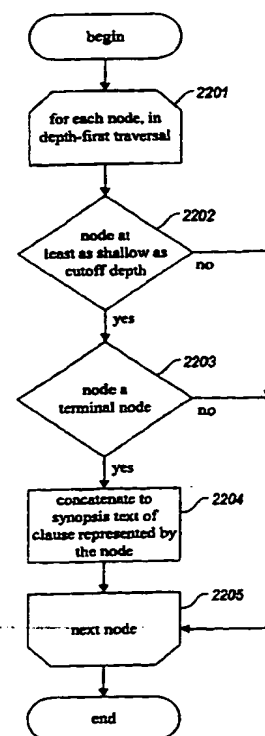 begin
2201
for each node, in
depth-first traversal
2202
node at
least as shallow as
cutoff depth
no
yes
2203
node a
terminal node
no
yes
2204
concatenate to
synopsis text of
clause represented by
the node
2205
next node
end